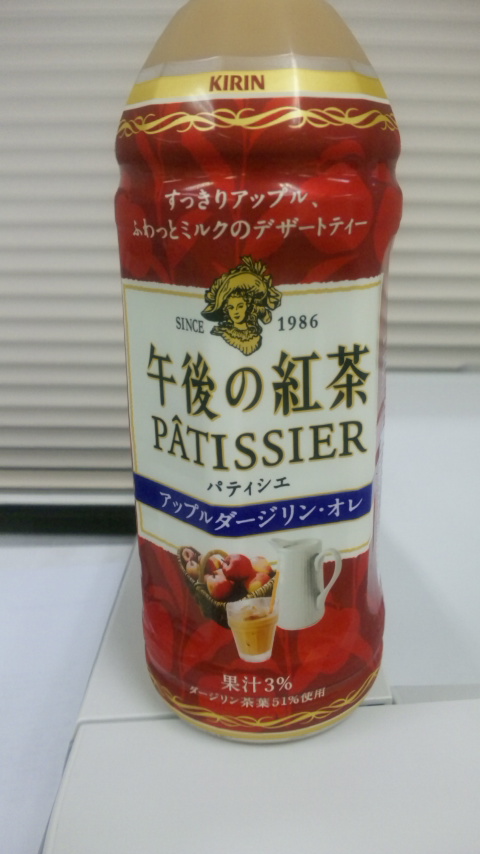 KIRIN
すっきりアップル、
ふわっとミルクのデザートティー
SINCE 1986
午後の紅茶
PÂTISSIER
パティシエ
アップルダージリン・オレ
果汁3%
ダージリン茶葉51%使用